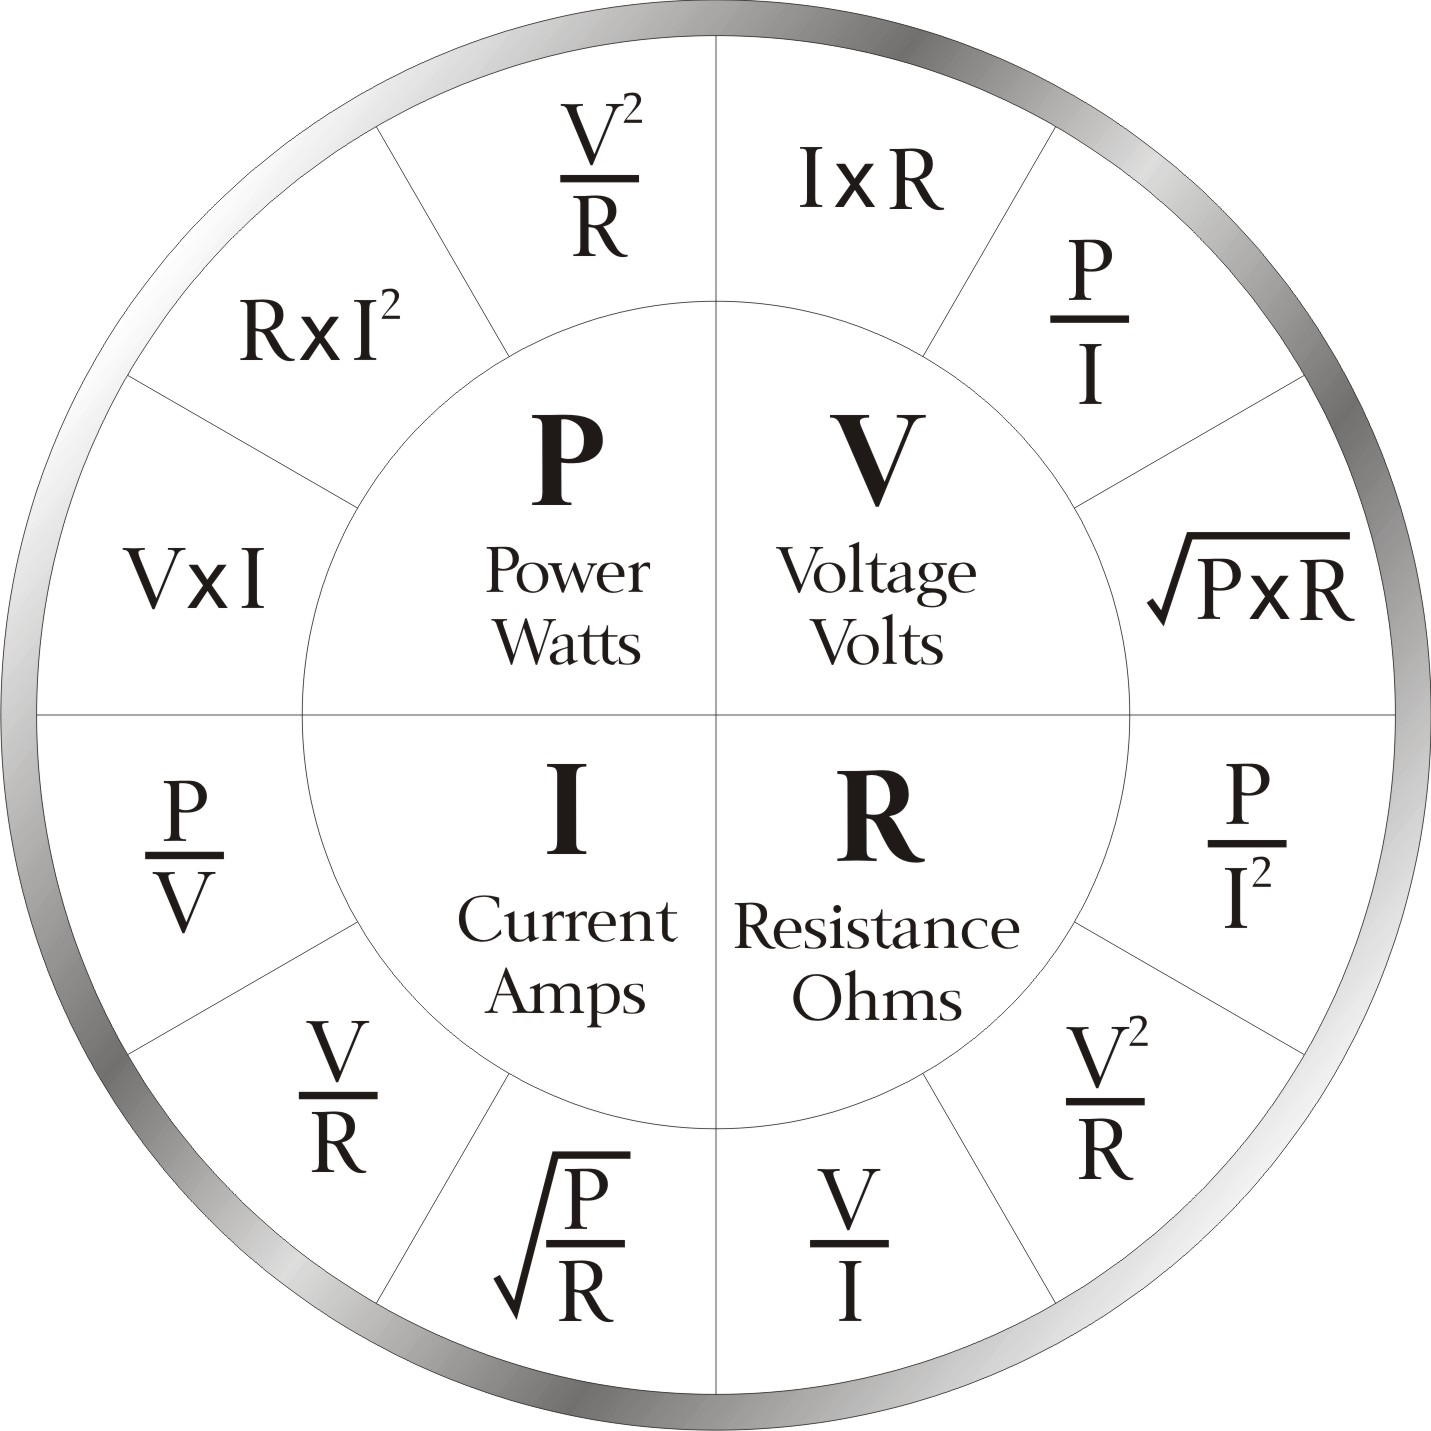 V²
R
I x R
P
I
R x I²
P
Power
Watts
V
Voltage
Volts
V x I
√P x R
P
V
I
Current
Amps
R
Resistance
Ohms
P
I²
V
R
V²
R
√P
R
V
I